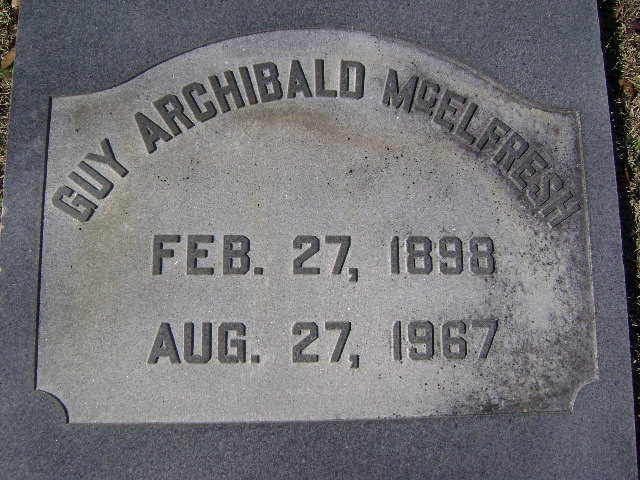 GUY ARCHIBALD McELFRESH
FEB. 27, 1898
AUG. 27, 1967